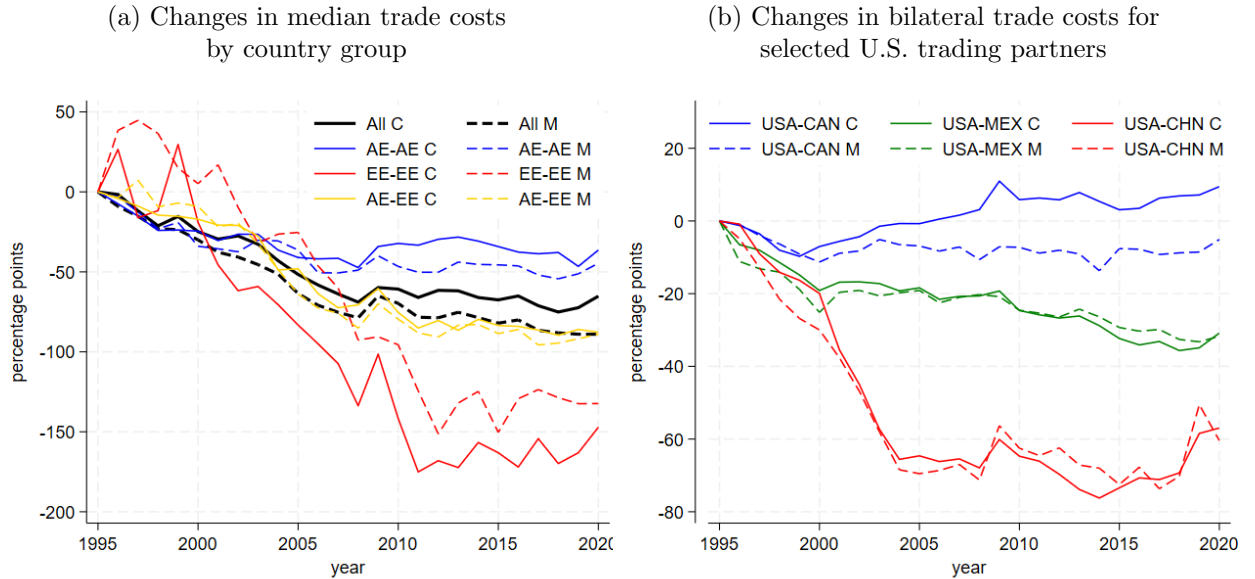 (a) Changes in median trade costs
by country group
percentage points
50
0
-50
-100
-150
-200
All C
All M
AE-AE C
AE-AE M
EE-EE C
EE-EE M
AE-EE C
AE-EE M
1995
2000
2005
2010
2015
2020
year
(b) Changes in bilateral trade costs for
selected U.S. trading partners
percentage points
20
0
-20
-40
-60
-80
USA-CAN C
USA-MEX C
USA-CHN C
USA-CAN M
USA-MEX M
USA-CHN M
1995
2000
2005
2010
2015
2020
year